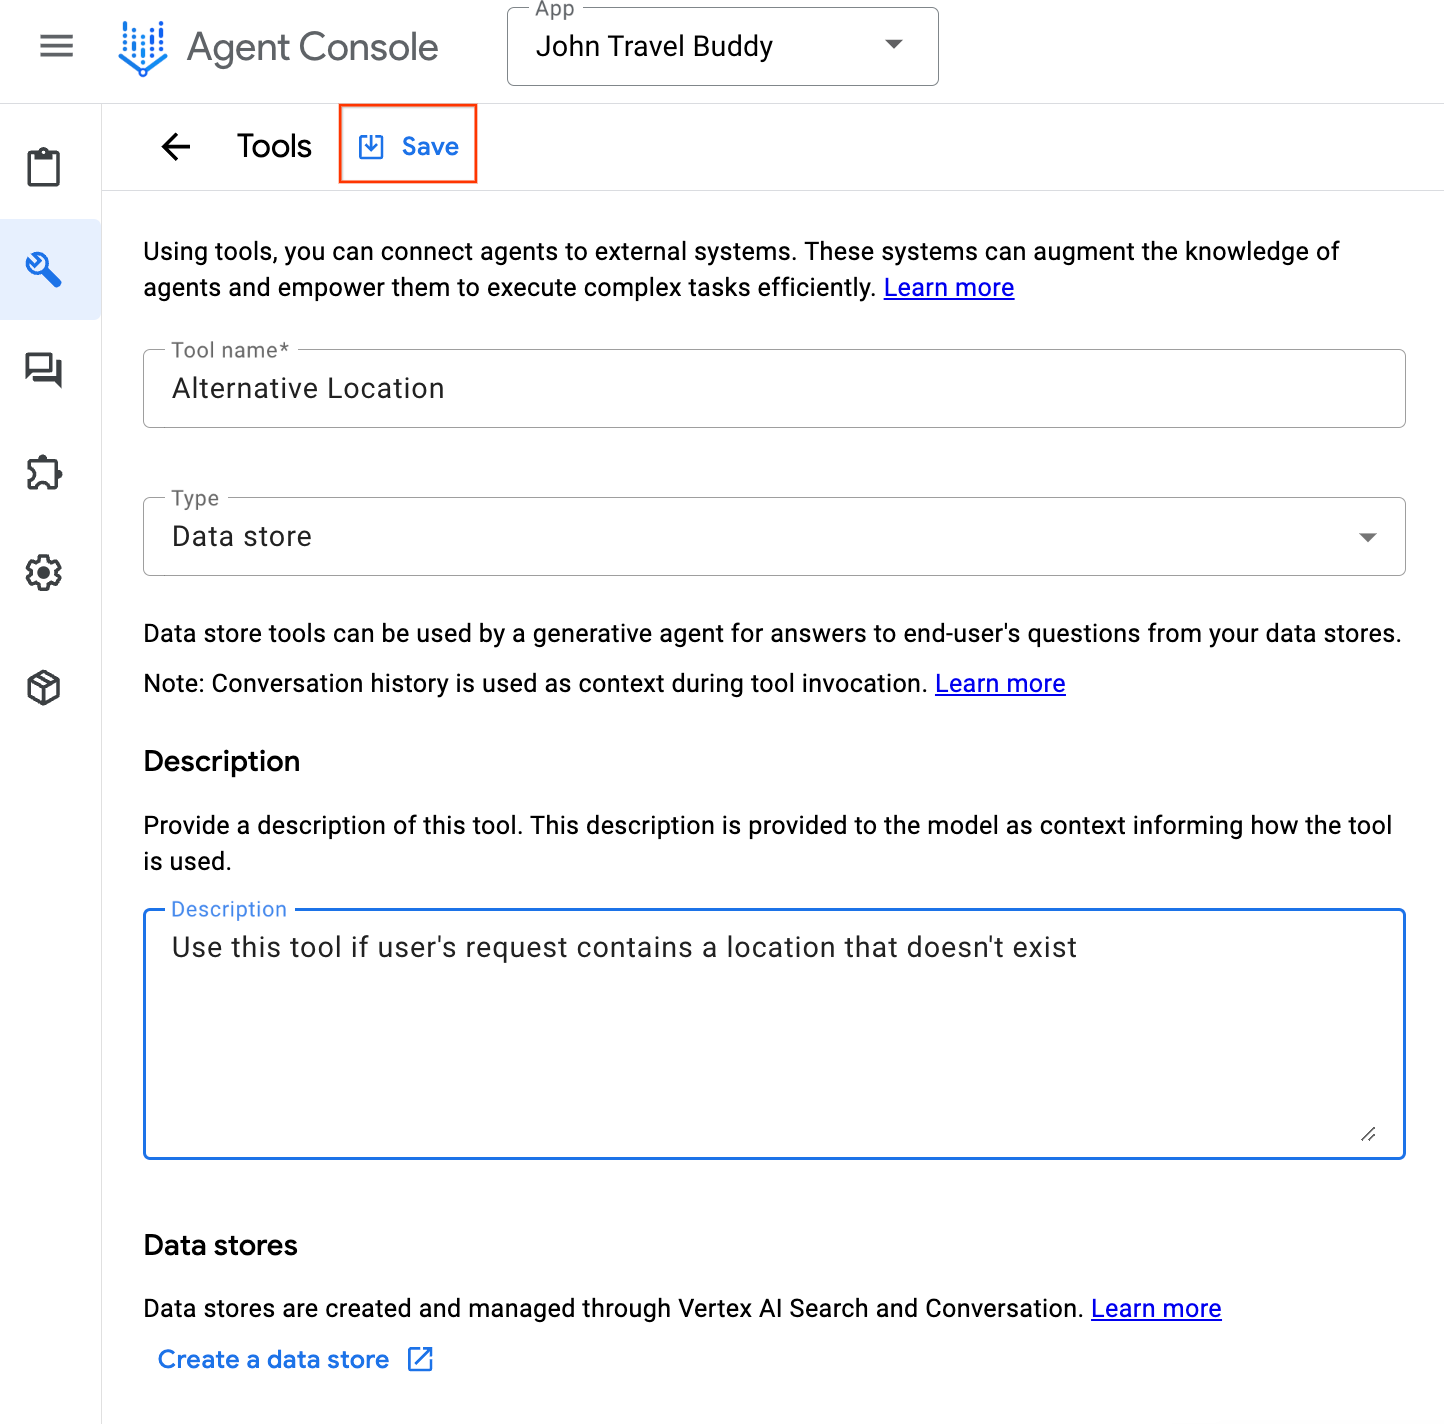 Agent Console
App
John Travel Buddy
Tools
Save
Using tools, you can connect agents to external systems. These systems can augment the knowledge of
agents and empower them to execute complex tasks efficiently. Learn more
Tool name*
Alternative Location
Type
Data store
Data store tools can be used by a generative agent for answers to end-user's questions from your data stores.
Note: Conversation history is used as context during tool invocation. Learn more
Description
Provide a description of this tool. This description is provided to the model as context informing how the tool
is used.
Description
Use this tool if user's request contains a location that doesn't exist
Data stores
Data stores are created and managed through Vertex AI Search and Conversation. Learn more
Create a data store